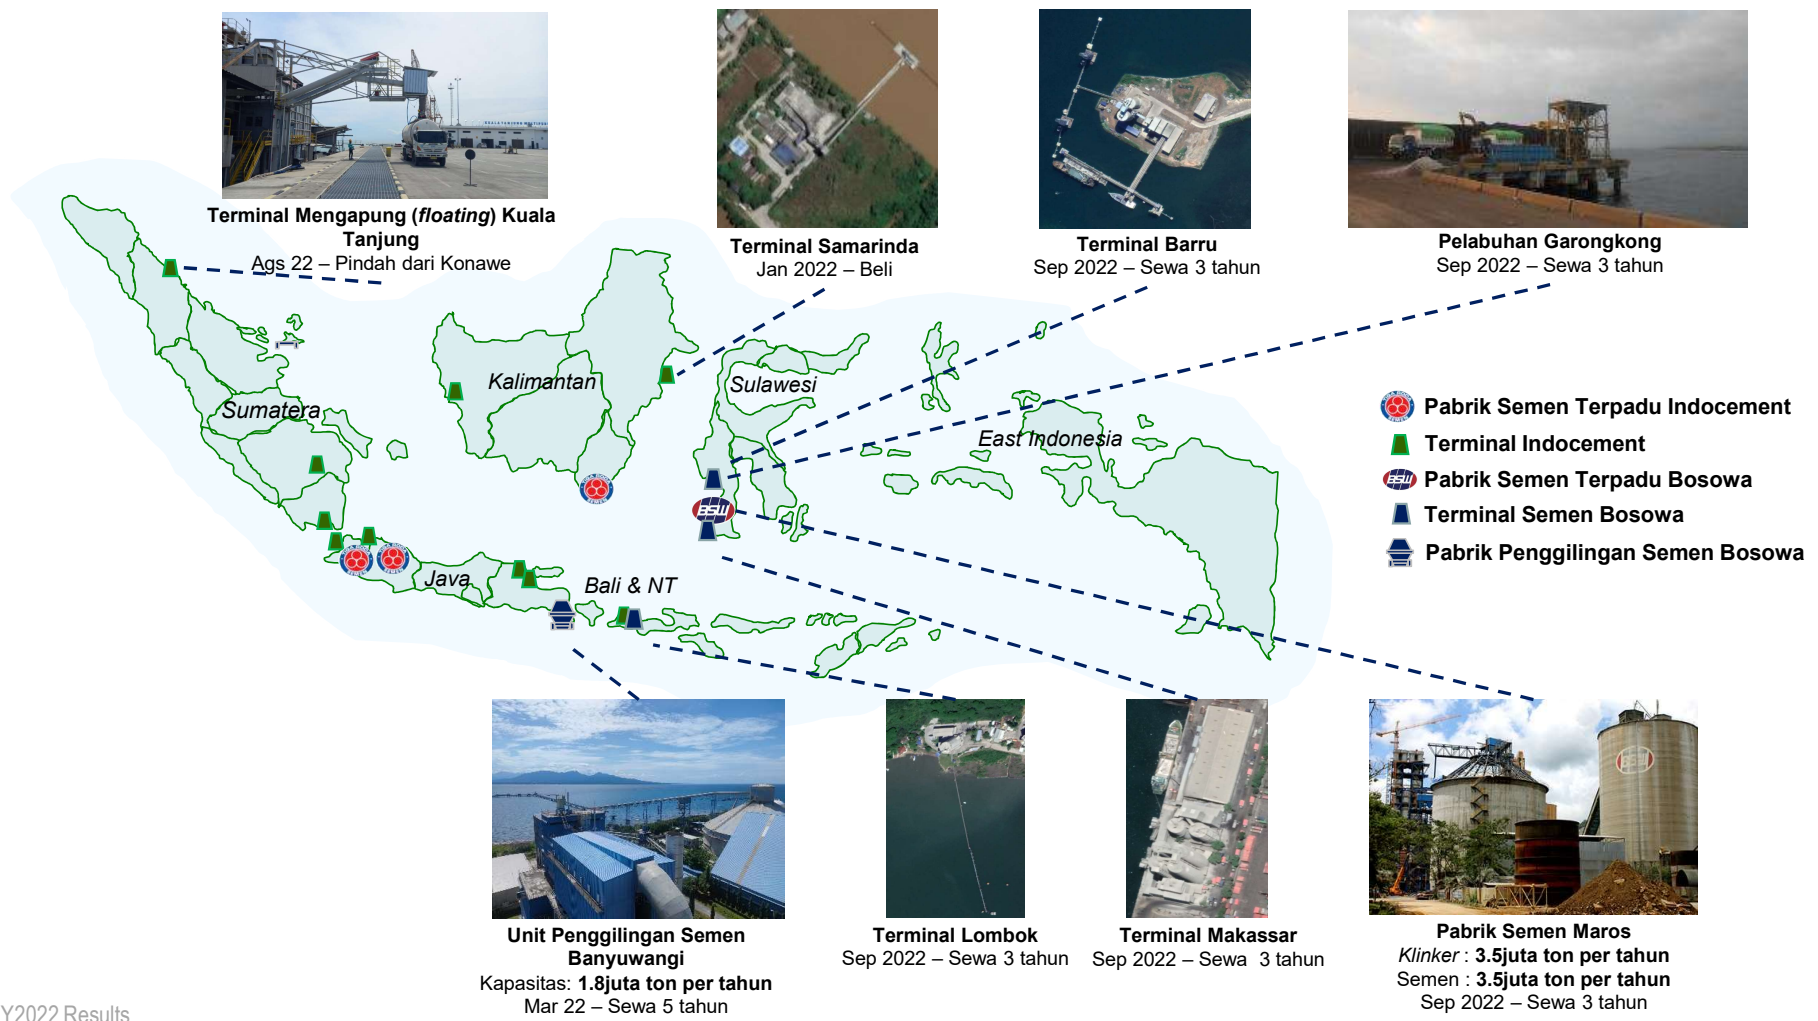 Terminal Mengapung (floating) Kuala
Tanjung
Ags 22 – Pindah dari Konawe
Terminal Samarinda
Jan 2022 – Beli
Terminal Barru
Sep 2022 – Sewa 3 tahun
Pelabuhan Garongkong
Sep 2022 – Sewa 3 tahun
Kalimantan
Sulawesi
Sumatera
East Indonesia
Java
Bali & NT
BSW
Pabrik Semen Terpadu Indocement
Terminal Indocement
BSW
Pabrik Semen Terpadu Bosowa
Terminal Semen Bosowa
Pabrik Penggilingan Semen Bosowa
BSW
Unit Penggilingan Semen
Banyuwangi
Kapasitas: 1.8juta ton per tahun
Mar 22 – Sewa 5 tahun
Terminal Lombok
Sep 2022 – Sewa 3 tahun
Terminal Makassar
Sep 2022 – Sewa 3 tahun
Pabrik Semen Maros
Klinker : 3.5juta ton per tahun
Semen : 3.5juta ton per tahun
Sep 2022 – Sewa 3 tahun
Y2022 Results